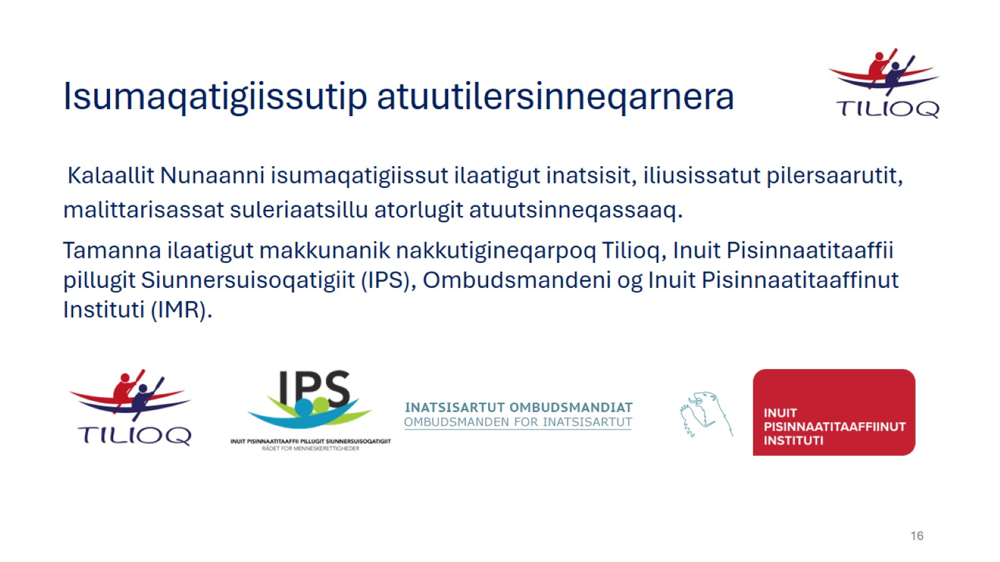 Isumaqatigiissutip atuutilersinneqarnera
TILIOQ
Kalaallit Nunaanni isumaqatigiissut ilaatigut inatsisit, iliusissatut pilersaarutit,
malittarisassat suleriaatsillu atorlugit atuutsinneqassaaq.
Tamanna ilaatigut makkunanik nakkutigineqarpoq Tilioq, Inuit Pisinnaatitaaffii
pillugit Siunnersuisoqatigiit (IPS), Ombudsmandeni og Inuit Pisinnaatitaaffinut
Instituti (IMR).
TILIOQ
IPS
INUIT PISINNAATITAAFFII PILLUGIT SIUNNERSUISOQATIGIIT
RÅDET FOR MENNESKERETTIGHEDER
INATSISARTUT OMBUDSMANDIAT
OMBUDSMANDEN FOR INATSISARTUT
INUIT
PISINNAATITAAFFIINUT
INSTITUTI
16